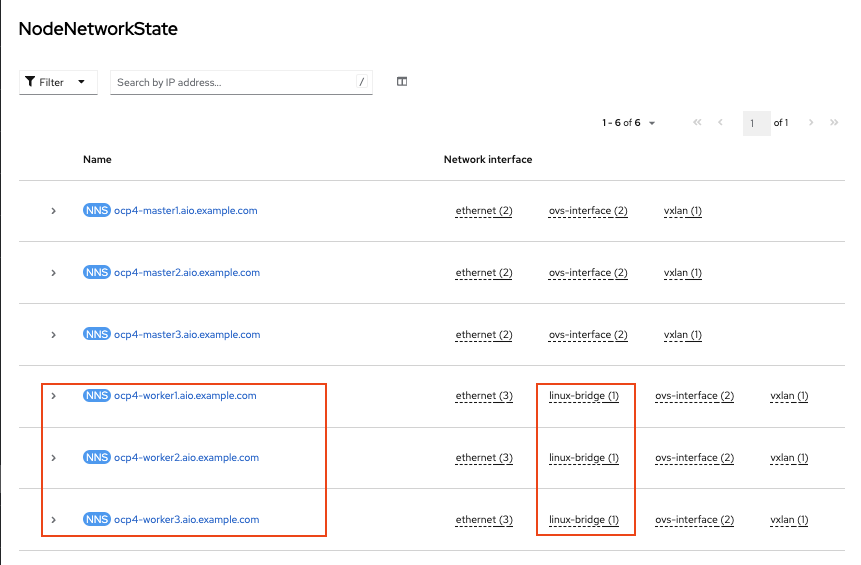 NodeNetworkState
Filter Search by IP address... /
1 - 6 of 6 1 of 1
Name Network interface
NNS ocp4-master1.aio.example.com ethernet (2) ovs-interface (2) vxlan (1)
NNS ocp4-master2.aio.example.com ethernet (2) ovs-interface (2) vxlan (1)
NNS ocp4-master3.aio.example.com ethernet (2) ovs-interface (2) vxlan (1)
NNS ocp4-worker1.aio.example.com ethernet (3) linux-bridge (1) ovs-interface (2) vxlan (1)
NNS ocp4-worker2.aio.example.com ethernet (3) linux-bridge (1) ovs-interface (2) vxlan (1)
NNS ocp4-worker3.aio.example.com ethernet (3) linux-bridge (1) ovs-interface (2) vxlan (1)